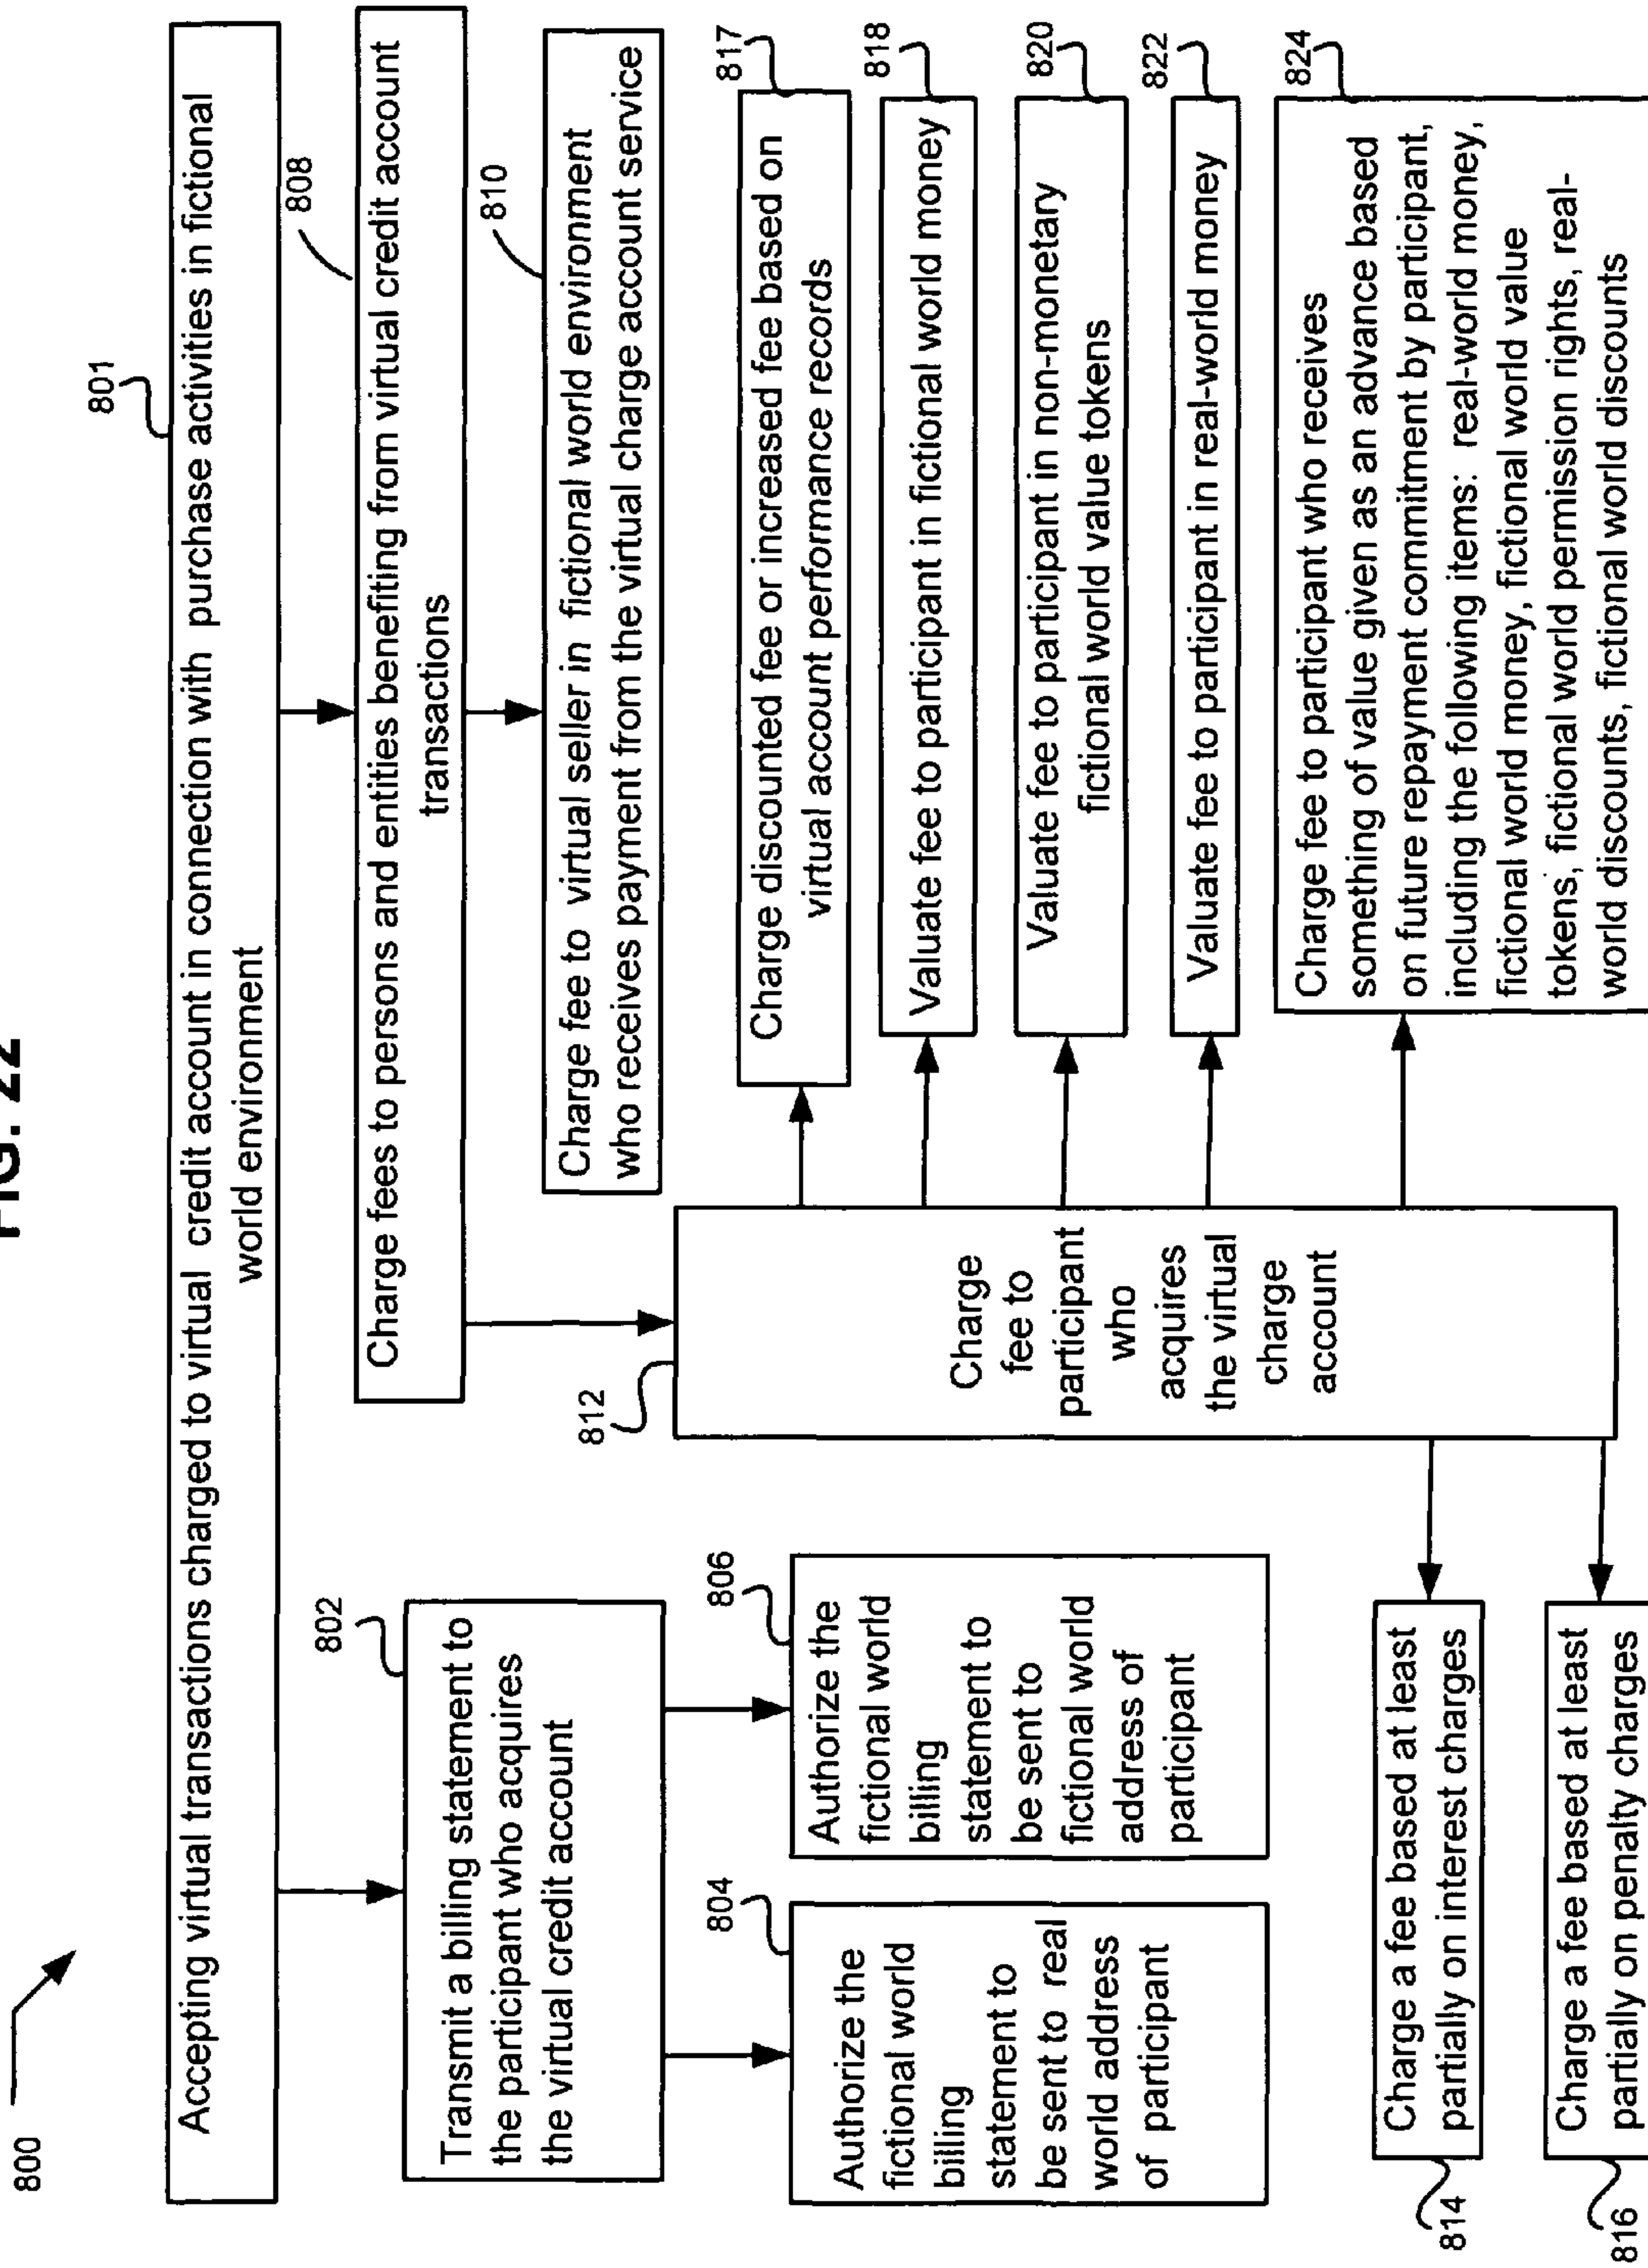 FIG. 22
800
801
Accepting virtual transactions charged to virtual credit account in connection with purchase activities in fictional
world environment
802
Transmit a billing statement to
the participant who acquires
the virtual credit account
804
Authorize the
fictional world
billing
statement to
be sent to real
world address
of participant
806
Authorize the
fictional world
billing
statement to
be sent to
fictional world
address of
participant
808
Charge fees to persons and entities benefiting from virtual credit account
transactions
810
Charge fee to virtual seller in fictional world environment
who receives payment from the virtual charge account service
812
Charge
fee to
participant
who
acquires
the virtual
charge
account
814
Charge a fee based at least
partially on interest charges
816
Charge a fee based at least
partially on penalty charges
817
Charge discounted fee or increased fee based on
virtual account performance records
818
Valuate fee to participant in fictional world money
820
Valuate fee to participant in non-monetary
fictional world value tokens
822
Valuate fee to participant in real-world money
824
Charge fee to participant who receives
something of value given as an advance based
on future repayment commitment by participant,
including the following items: real-world money,
fictional world money, fictional world value
tokens, fictional world permission rights, real-
world discounts, fictional world discounts